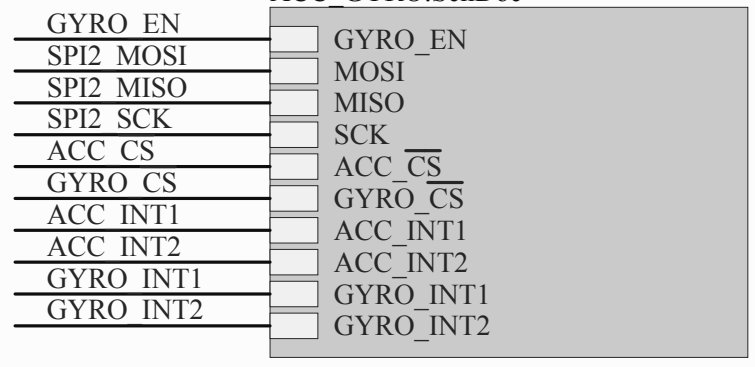 GYRO_EN
GYRO_EN
SPI2_MOSI
MOSI
SPI2_MISO
MISO
SPI2_SCK
SCK
ACC_CS
ACC_CS
GYRO_CS
GYRO_CS
ACC_INT1
ACC_INT1
ACC_INT2
ACC_INT2
GYRO_INT1
GYRO_INT1
GYRO_INT2
GYRO_INT2